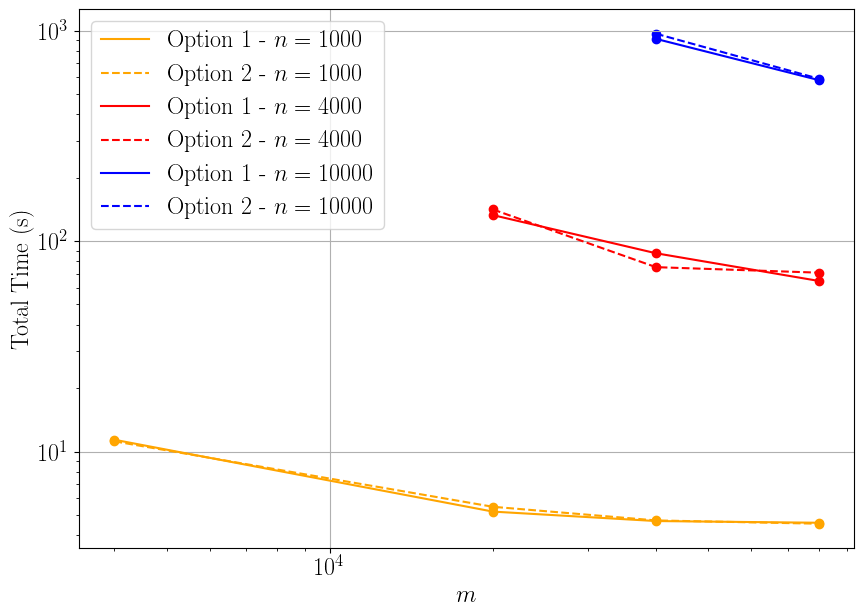 10^3
10^2
10^1
Total Time (s)
Option 1 - n = 1000
Option 2 - n = 1000
Option 1 - n = 4000
Option 2 - n = 4000
Option 1 - n = 10000
Option 2 - n = 10000
10^4
m